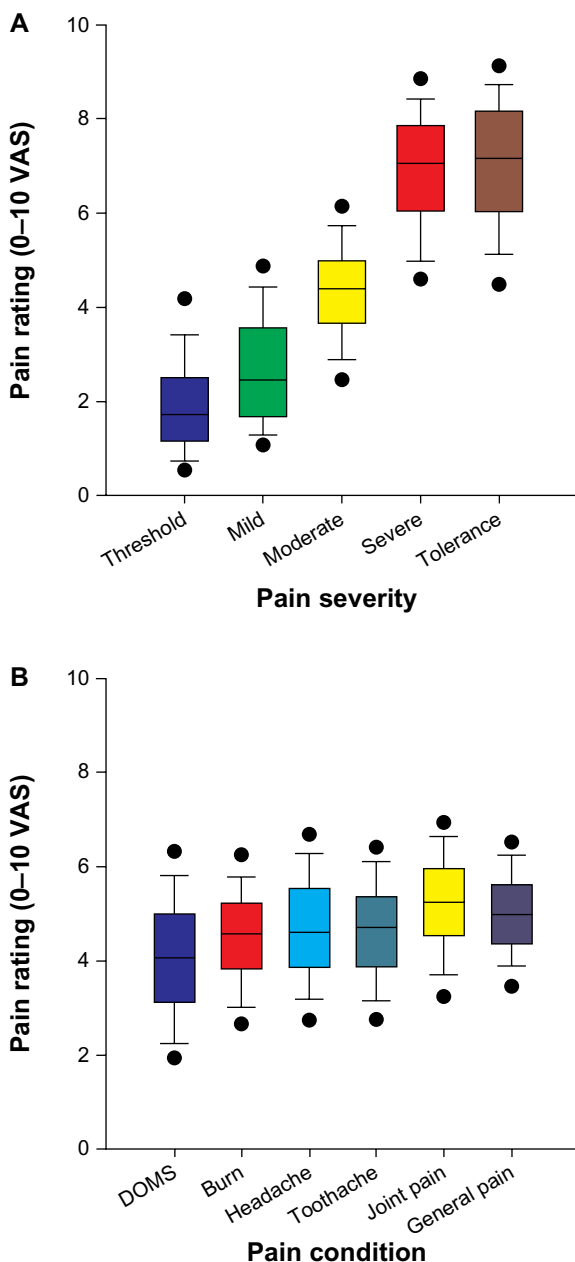 A
Pain rating (0–10 VAS)
10
8
6
4
2
0
Threshold
Mild
Moderate
Severe
Tolerance
Pain severity
B
Pain rating (0–10 VAS)
10
8
6
4
2
0
DOMS
Burn
Headache
Toothache
Joint pain
General pain
Pain condition